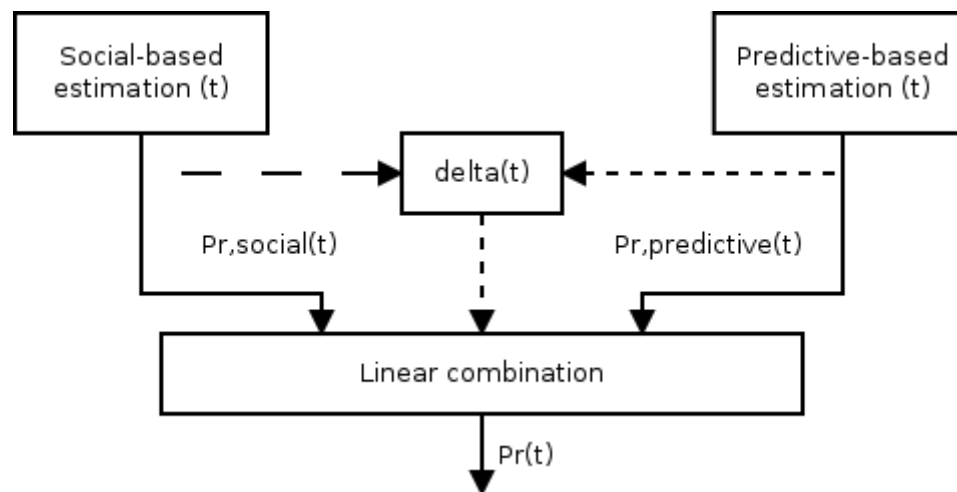 Social-based
estimation (t)
Predictive-based
estimation (t)
delta(t)
Pr,social(t)
Pr,predictive(t)
Linear combination
Pr(t)